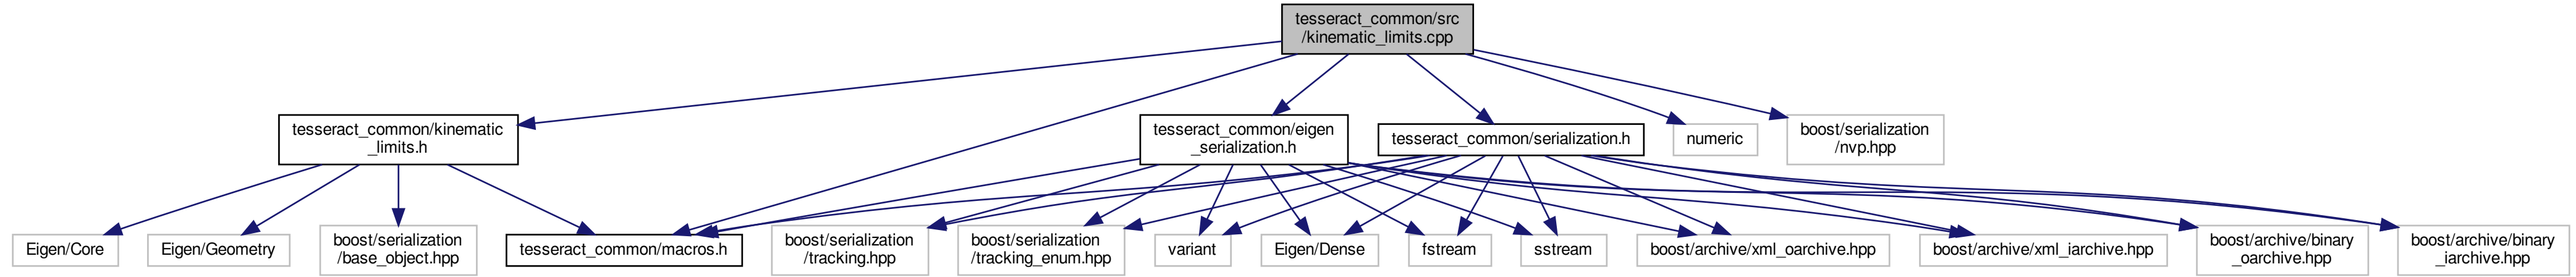 tesseract_common/src
/kinematic_limits.cpp
tesseract_common/kinematic
_limits.h
tesseract_common/eigen
_serialization.h
tesseract_common/serialization.h
numeric
boost/serialization
/nvp.hpp
Eigen/Core
Eigen/Geometry
boost/serialization
/base_object.hpp
tesseract_common/macros.h
boost/serialization
/tracking.hpp
boost/serialization
/tracking_enum.hpp
variant
Eigen/Dense
fstream
sstream
boost/archive/xml_oarchive.hpp
boost/archive/xml_iarchive.hpp
boost/archive/binary
_oarchive.hpp
boost/archive/binary
_iarchive.hpp